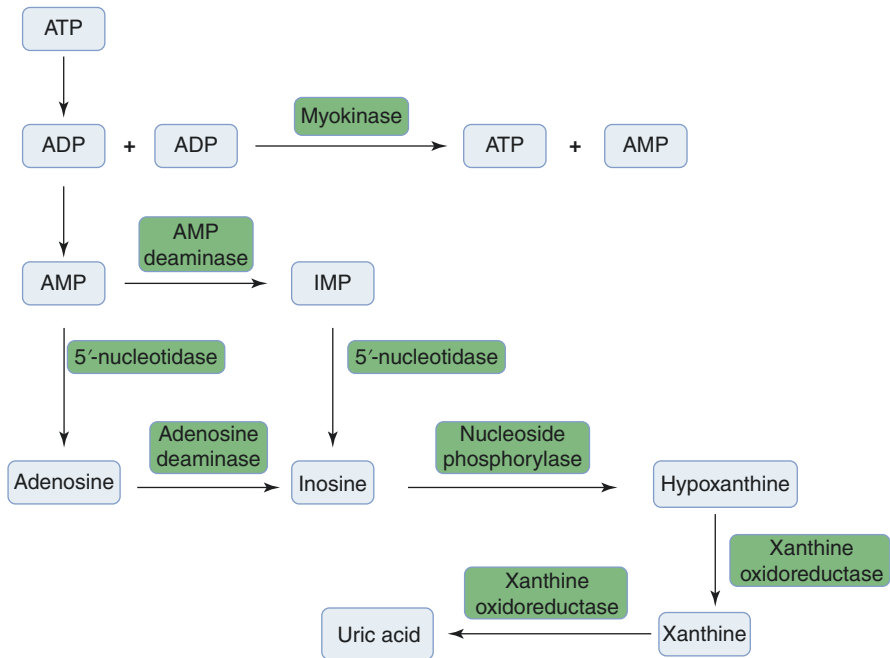 ATP
Myokinase
ADP + ADP ATP + AMP
AMP
deaminase
AMP IMP
5′-nucleotidase 5′-nucleotidase
Adenosine
deaminase
Nucleoside
phosphorylase
Adenosine Inosine Hypoxanthine
Xanthine
oxidoreductase
Xanthine
oxidoreductase
Uric acid Xanthine